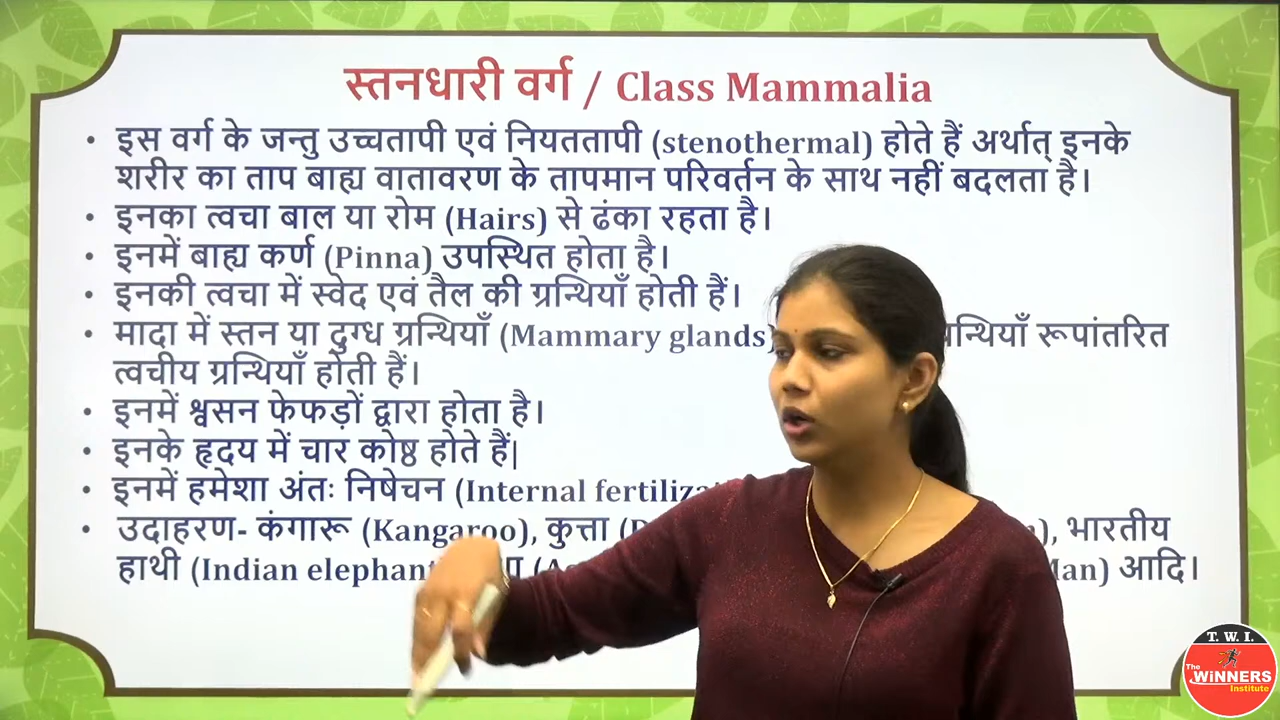 स्तनधारी वर्ग / Class Mammalia
• इस वर्ग के जन्तु उच्चतापी एवं नियततापी (stenothermal) होते हैं अर्थात् इनके
शरीर का ताप बाह्य वातावरण के तापमान परिवर्तन के साथ नहीं बदलता है।
• इनका त्वचा बाल या रोम (Hairs) से ढंका रहता है।
• इनमें बाह्य कर्ण (Pinna) उपस्थित होता है।
• इनकी त्वचा में स्वेद एवं तैल की ग्रन्थियाँ होती हैं।
• मादा में स्तन या दुग्ध ग्रन्थियाँ (Mammary glands) रूपांतरित
त्वचीय ग्रन्थियाँ होती हैं।
• इनमें श्वसन फेफड़ों द्वारा होता है।
• इनके हृदय में चार कोष्ठ होते हैं|
• इनमें हमेशा अंतः निषेचन (Internal
• उदाहरण- कंगारू (Kangaroo), कुत्ता भारतीय
हाथी (Indian elephant आदि।
T. W. I.
The
WiNNERS
Institute